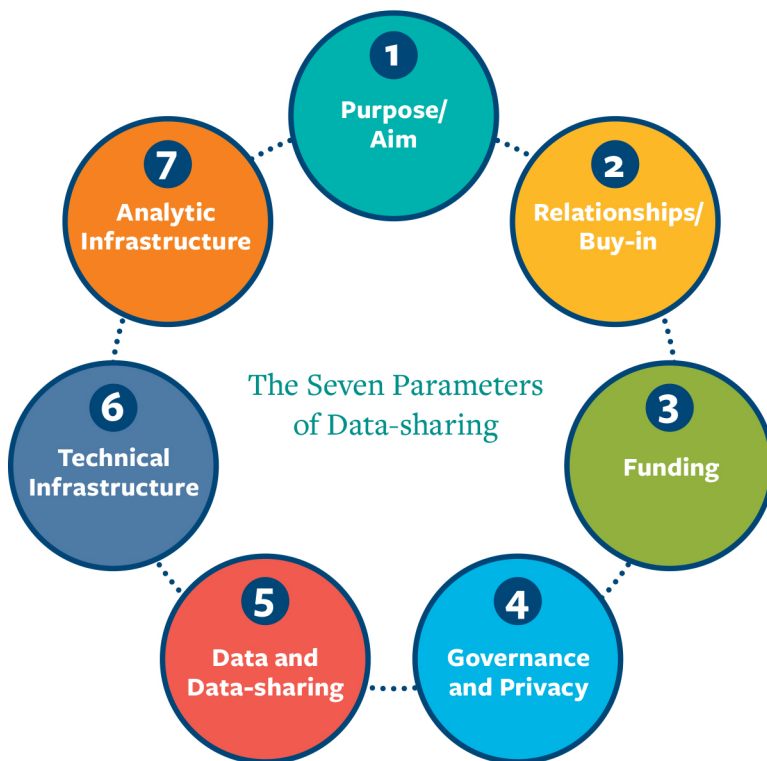 1
Purpose/
Aim
2
Relationships/
Buy-in
3
Funding
4
Governance
and Privacy
5
Data and
Data-sharing
6
Technical
Infrastructure
7
Analytic
Infrastructure
The Seven Parameters
of Data-sharing